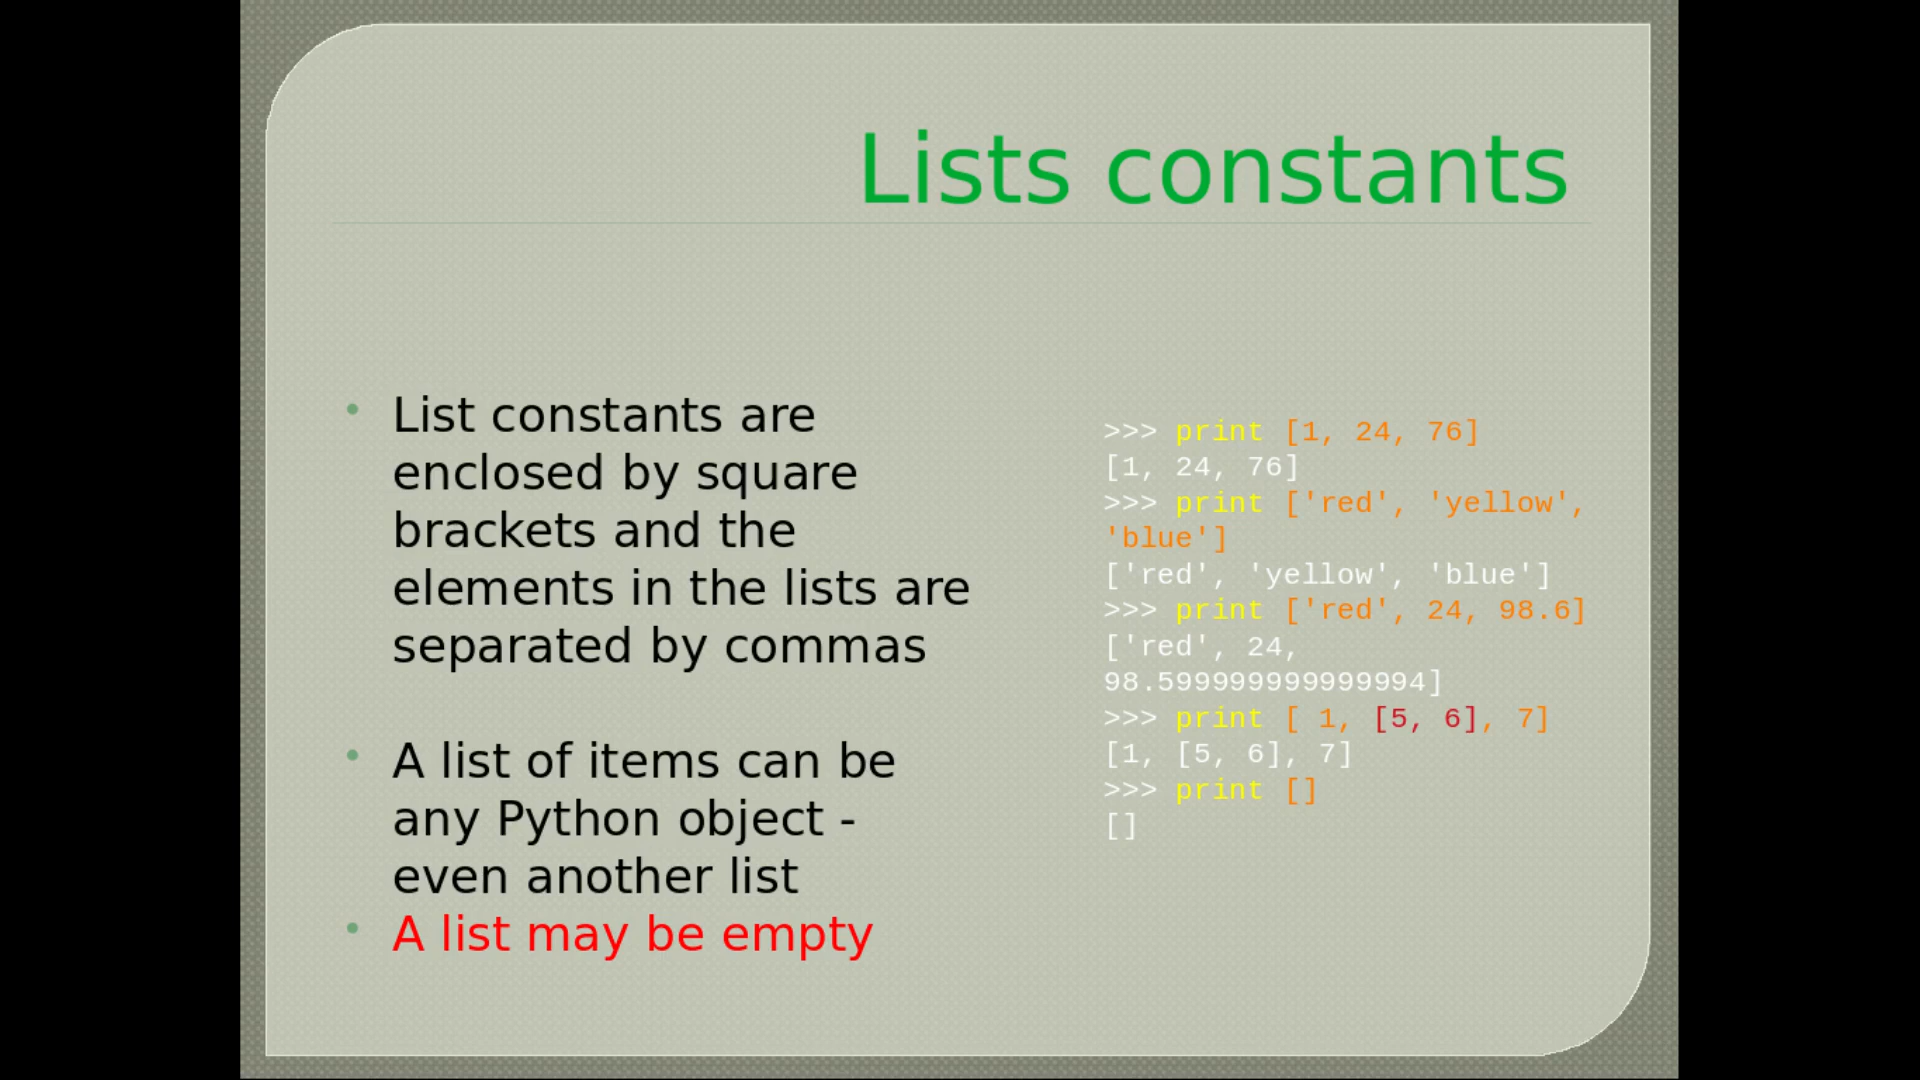 Lists constants
List constants are
enclosed by square
brackets and the
elements in the lists are
separated by commas
A list of items can be
any Python object -
even another list
A list may be empty
>>> print [1, 24, 76]
[1, 24, 76]
>>> print ['red', 'yellow',
'blue']
['red', 'yellow', 'blue']
>>> print ['red', 24, 98.6]
['red', 24,
98.599999999999994]
>>> print [ 1, [5, 6], 7]
[1, [5, 6], 7]
>>> print []
[]